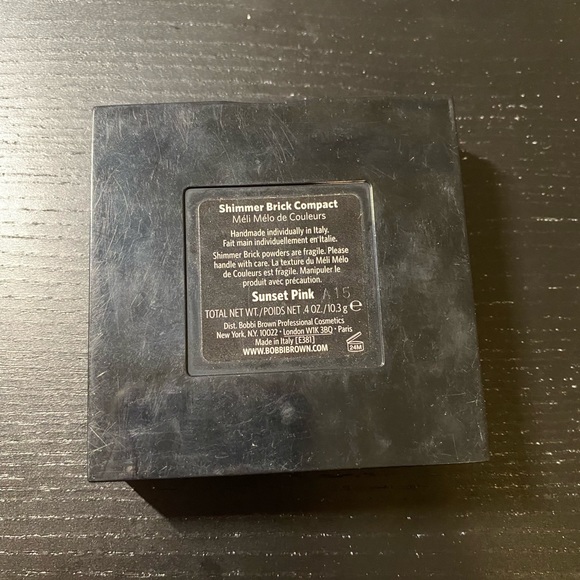 Shimmer Brick Compact
Méli Mélo de Couleurs
Handmade individually in Italy.
Fait main individuellement en Italie.
Shimmer Brick powders are fragile. Please
handle with care. La texture du Méli Mélo
de Couleurs est fragile. Manipuler le
produit avec précaution.
Sunset Pink A15
TOTAL NET WT./POIDS NET .4 OZ./10.3 g e
Dist. Bobbi Brown Professional Cosmetics
New York, N.Y. 10022 • London W1K 3BQ • Paris
Made in Italy [E381]
WWW.BOBBIBROWN.COM
24M